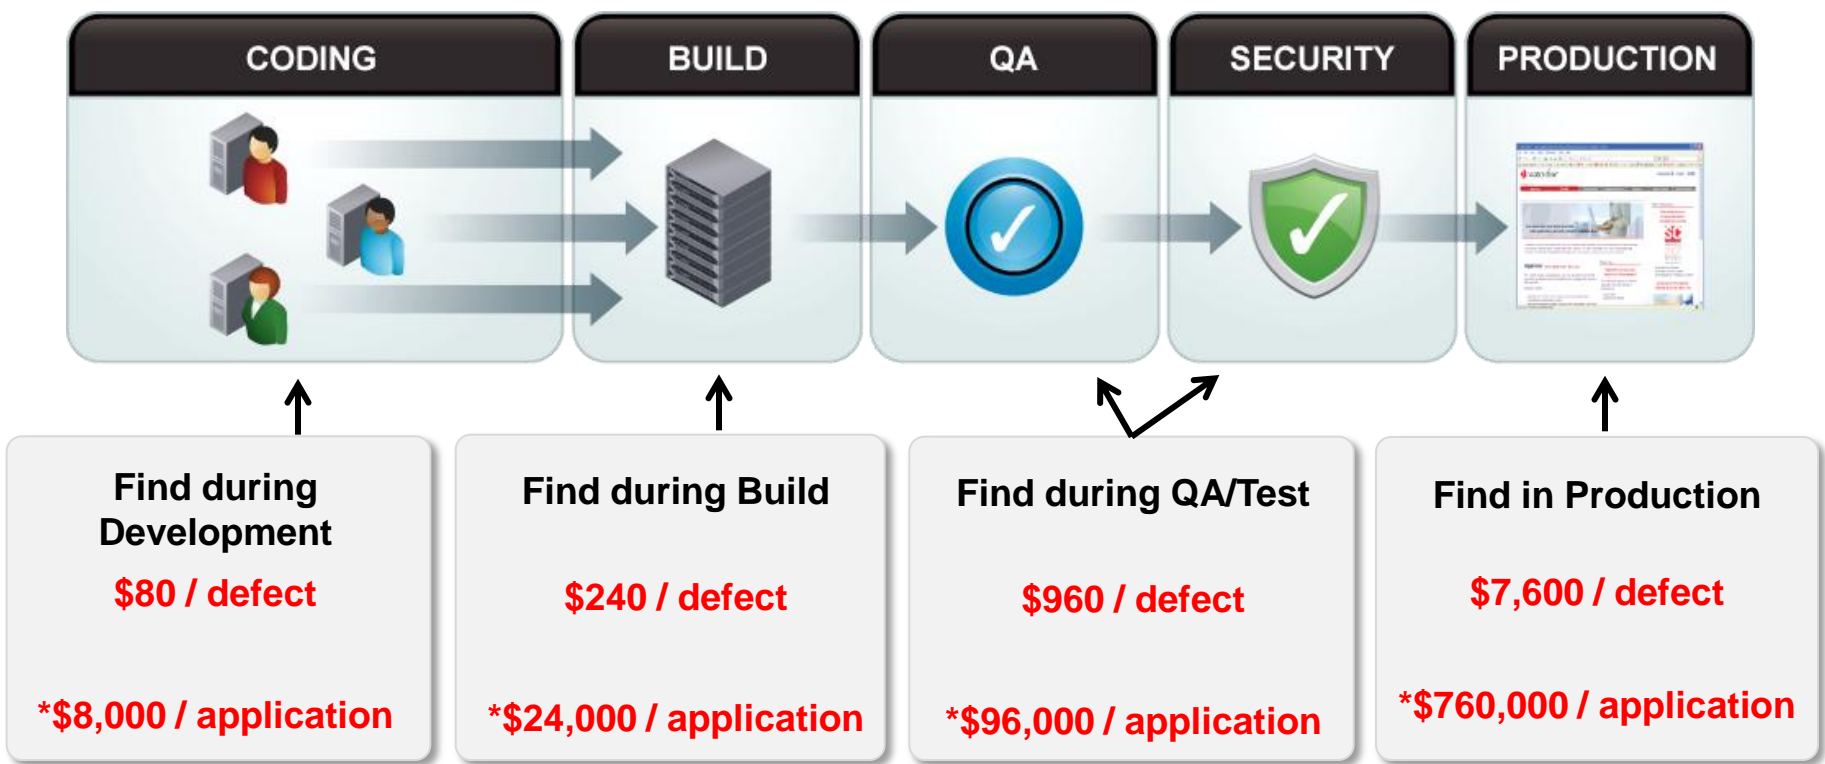 CODING
BUILD
QA
SECURITY
PRODUCTION
Find during
Development
$80 / defect
*$8,000 / application
Find during Build
$240 / defect
*$24,000 / application
Find during QA/Test
$960 / defect
*$96,000 / application
Find in Production
$7,600 / defect
*$760,000 / application